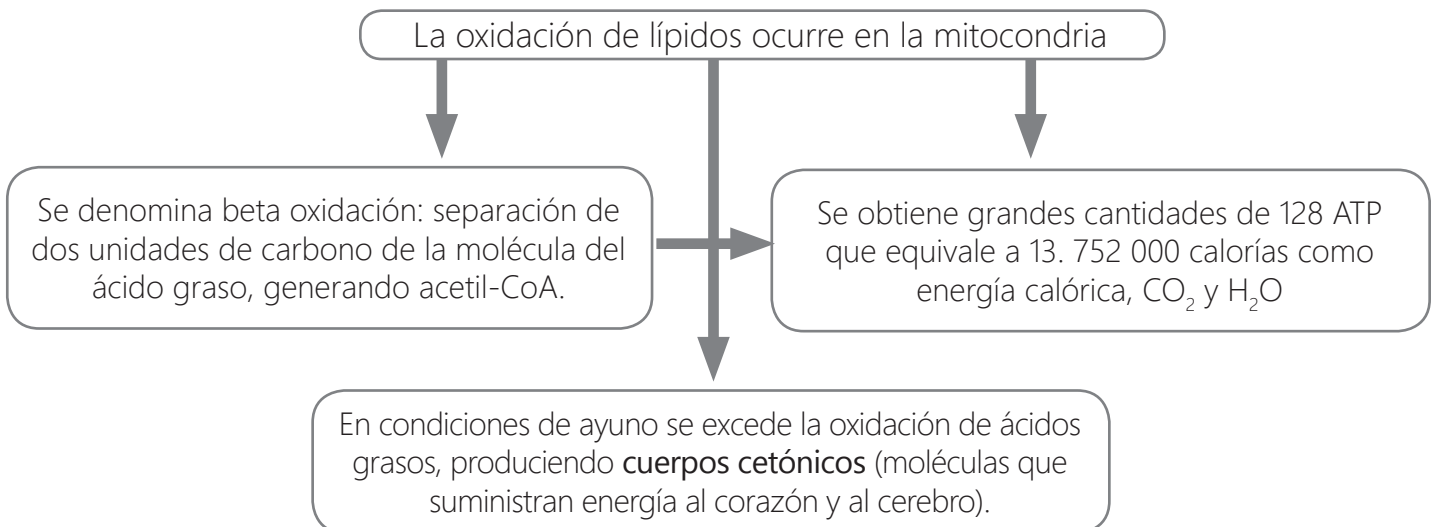 La oxidación de lípidos ocurre en la mitocondria
Se denomina beta oxidación: separación de
dos unidades de carbono de la molécula del
ácido graso, generando acetil-CoA.
Se obtiene grandes cantidades de 128 ATP
que equivale a 13. 752 000 calorías como
energía calórica, CO₂ y H₂O
En condiciones de ayuno se excede la oxidación de ácidos
grasos, produciendo cuerpos cetónicos (moléculas que
suministran energía al corazón y al cerebro).